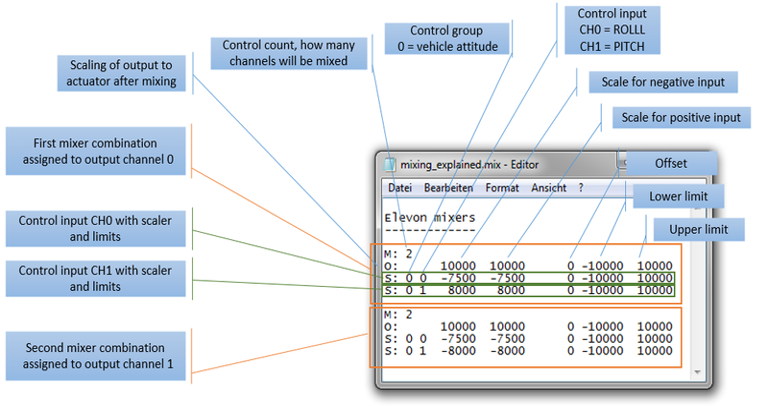 Control input
CH0 = ROLLL
CH1 = PITCH
Control group
0 = vehicle attitude
Control count, how many
channels will be mixed
Scaling of output to
actuator after mixing
Scale for negative input
Scale for positive input
First mixer combination
assigned to output channel 0
mixing_explained.mix - Editor
Offset
Datei Bearbeiten Format Ansicht ?
Lower limit
Elevon mixers
-------------
Upper limit
Control input CH0 with scaler
and limits
Control input CH1 with scaler
and limits
M: 2
O: 10000 10000 0 -10000 10000
S: 0 0 -7500 -7500 0 -10000 10000
S: 0 1 8000 8000 0 -10000 10000
Second mixer combination
assigned to output channel 1
M: 2
O: 10000 10000 0 -10000 10000
S: 0 0 -7500 -7500 0 -10000 10000
S: 0 1 -8000 -8000 0 -10000 10000